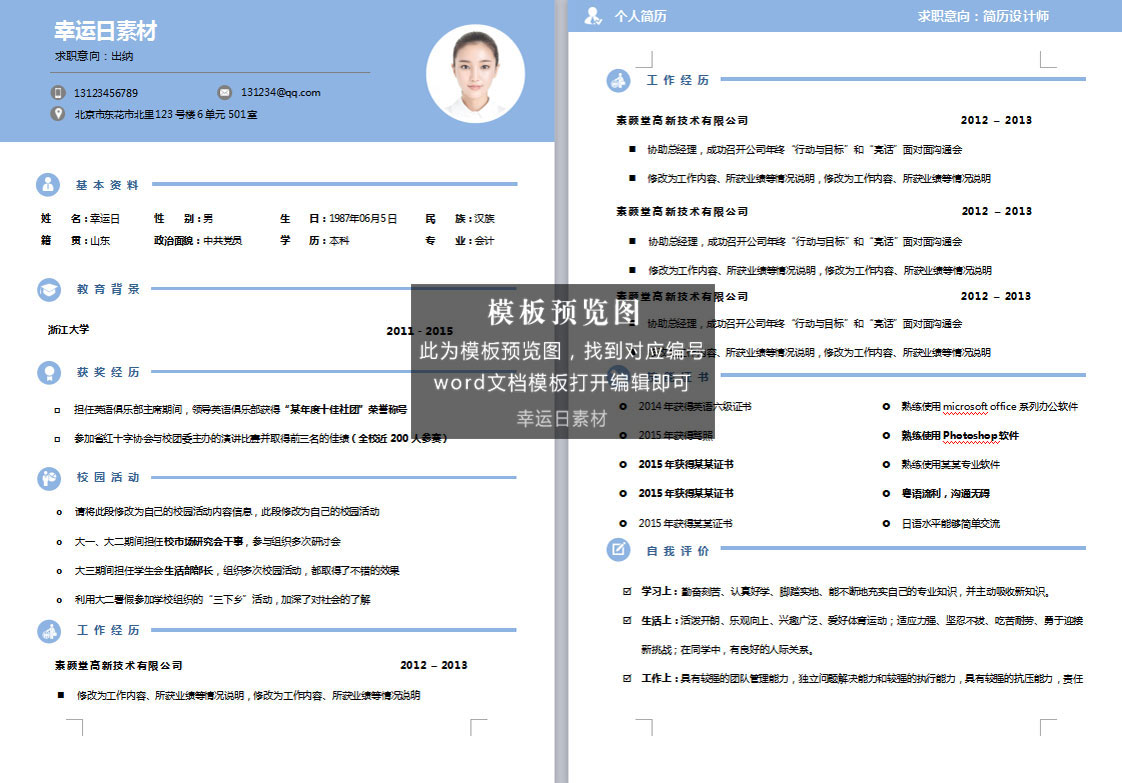 幸运日素材
求职意向：出纳
13123456789 131234@qq.com
北京市东花市北里123号楼6单元501室
基本资料
姓 名：幸运日 性 别：男 生 日：1987年06月5日 民 族：汉族
籍 贯：山东 政治面貌：中共党员 学 历：本科 专 业：会计
教育背景
浙江大学 2011 - 2015
获奖经历
担任英语俱乐部主席期间，领导英语俱乐部获得“某年度十佳社团”荣誉称号
参加省红十字协会与校团委主办的演讲比赛并取得前三名的佳绩（全校近200人参赛）
校园活动
请将此段修改为自己的校园活动内容信息，此段修改为自己的校园活动
大一、大二期间担任校市场研究会干事，参与组织多次研讨会
大三期间担任学生会生活部部长，组织多次校园活动，都取得了不错的效果
利用大二暑假参加学校组织的“三下乡”活动，加深了对社会的了解
工作经历
素颜堂高新技术有限公司 2012 – 2013
修改为工作内容、所获业绩等情况说明，修改为工作内容、所获业绩等情况说明
个人简历 求职意向：简历设计师
工作经历
素颜堂高新技术有限公司 2012 – 2013
协助总经理，成功召开公司年终“行动与目标”和“亮话”面对面沟通会
修改为工作内容、所获业绩等情况说明，修改为工作内容、所获业绩等情况说明
素颜堂高新技术有限公司 2012 – 2013
协助总经理，成功召开公司年终“行动与目标”和“亮话”面对面沟通会
修改为工作内容、所获业绩等情况说明，修改为工作内容、所获业绩等情况说明
素颜堂高新技术有限公司 2012 – 2013
协助总经理，成功召开公司年终“行动与目标”和“亮话”面对面沟通会
所获业绩等情况说明，修改为工作内容、所获业绩等情况说明
证书
2014年获得英语六级证书 熟练使用microsoft office系列办公软件
2015年获得驾照 熟练使用Photoshop软件
2015年获得某某证书 熟练使用某某专业软件
2015年获得某某证书 粤语流利，沟通无碍
2015年获得某某证书 日语水平能够简单交流
自我评价
学习上：勤奋刻苦、认真好学、脚踏实地、能不断地充实自己的专业知识，并主动吸收新知识。
生活上：活泼开朗、乐观向上、兴趣广泛、爱好体育运动；适应力强、坚忍不拔、吃苦耐劳、勇于迎接
新挑战；在同学中，有良好的人际关系。
工作上：具有较强的团队管理能力，独立问题解决能力和较强的执行能力，具有较强的抗压能力，责任
模板预览图
此为模板预览图，找到对应编号
word文档模板打开编辑即可
幸运日素材